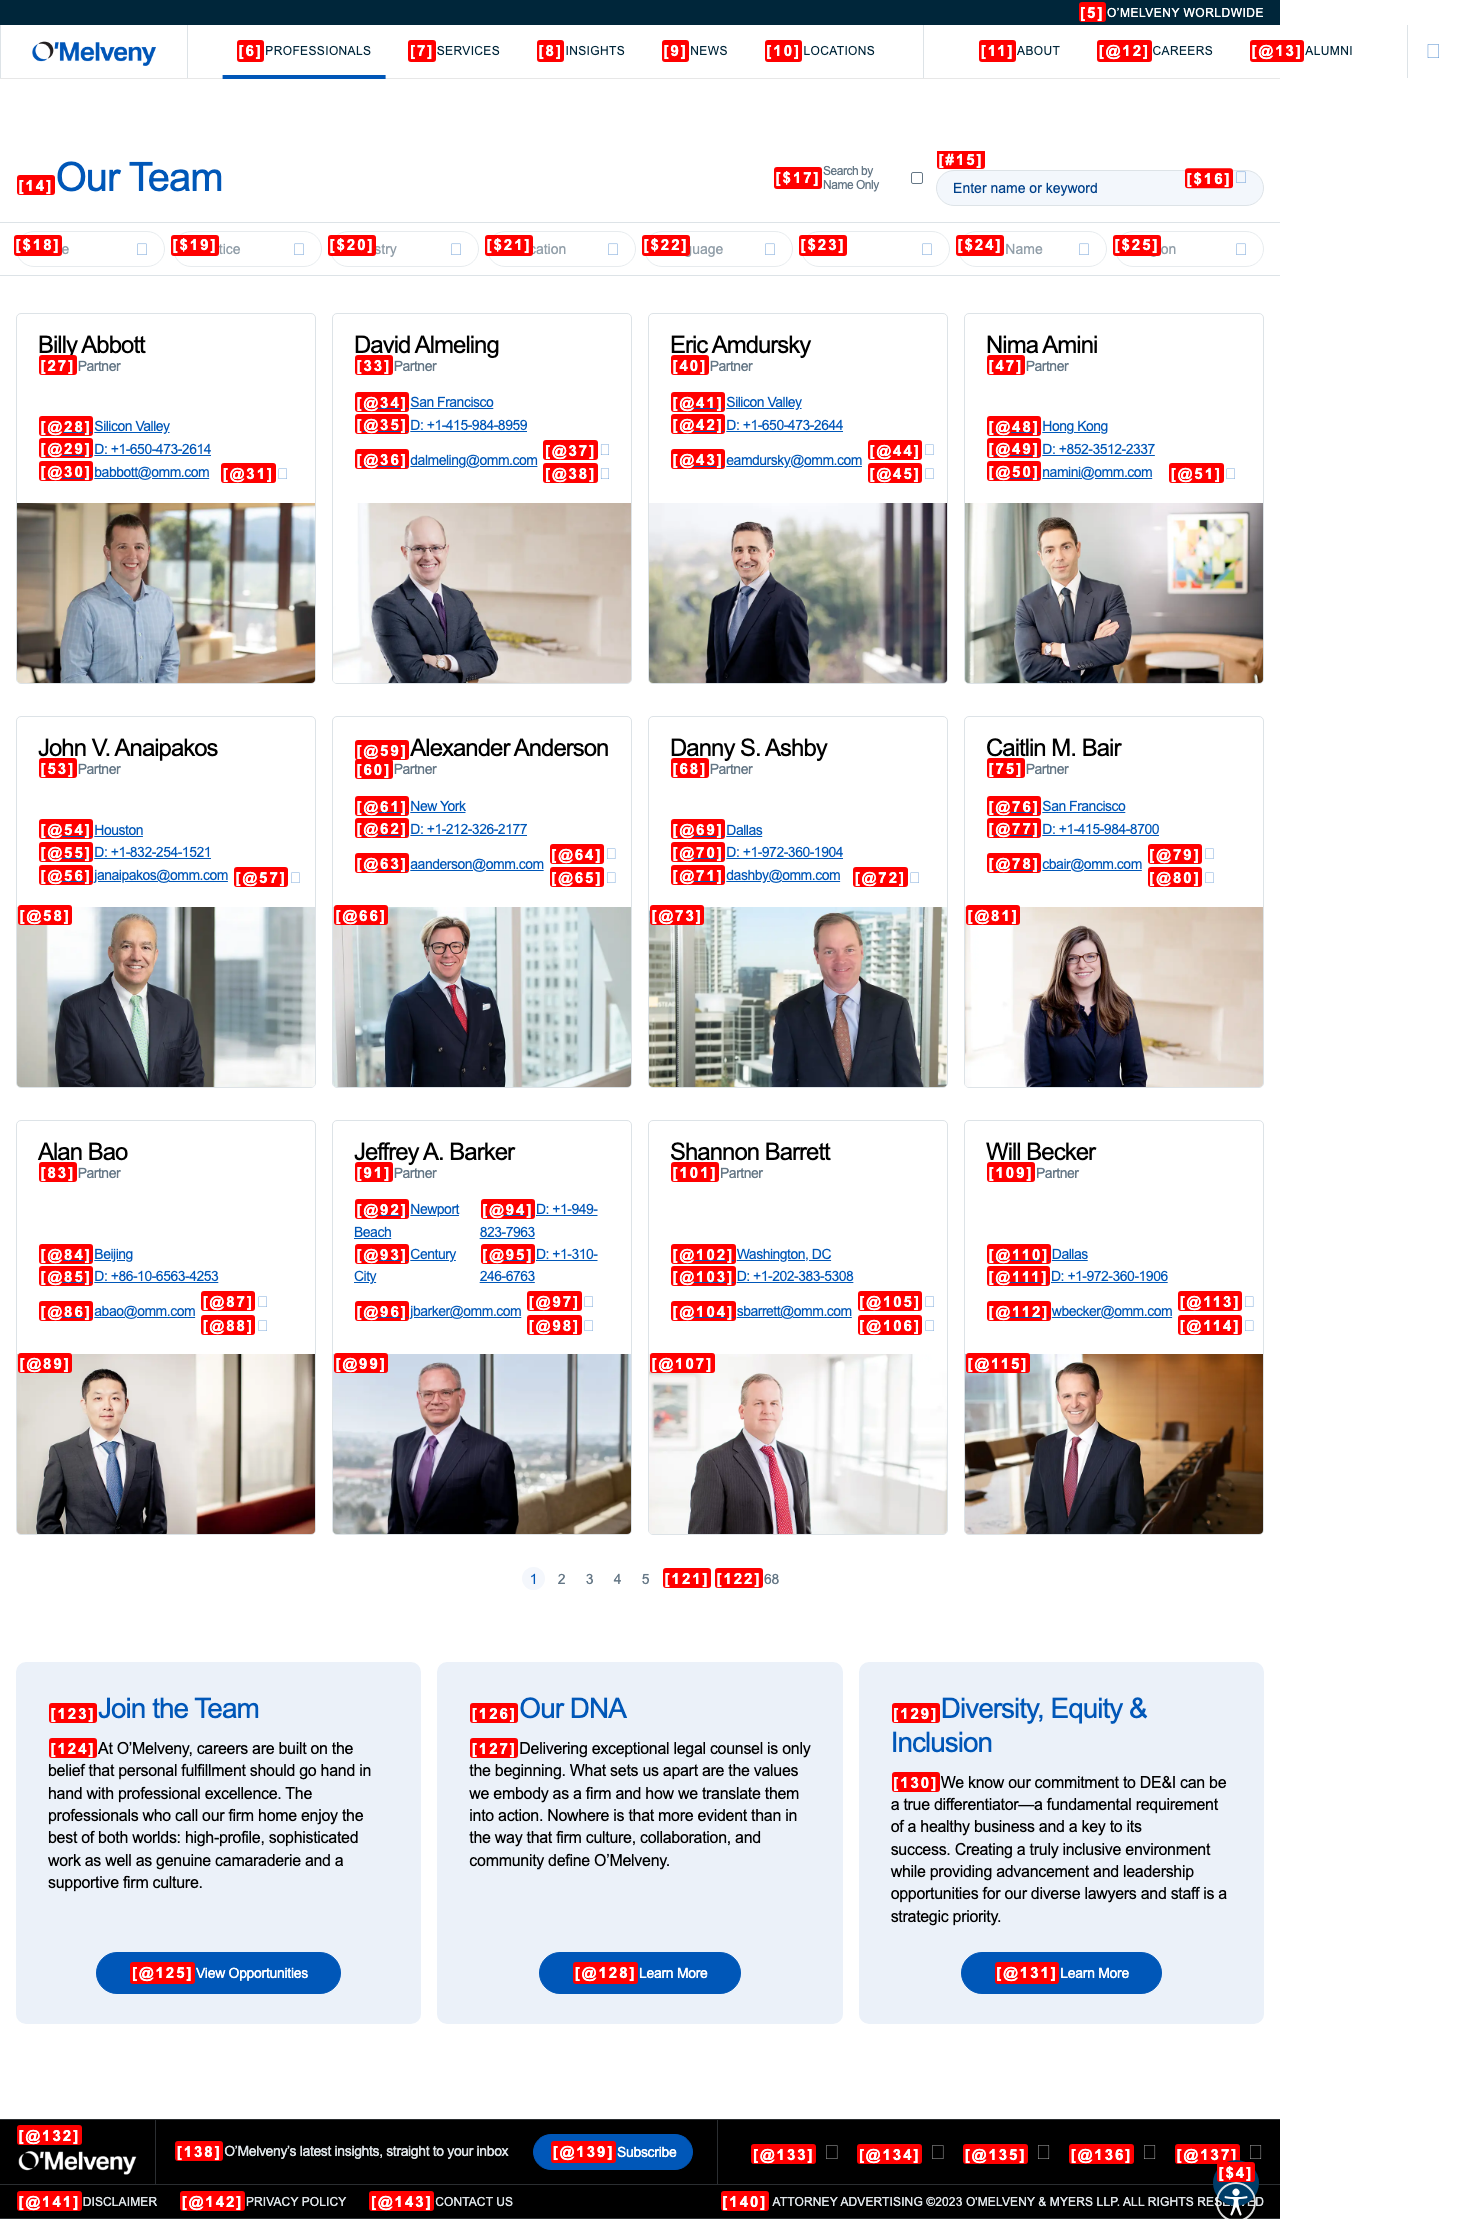 [5] O'MELVENY WORLDWIDE
O'Melveny
[6] PROFESSIONALS [7] SERVICES [8] INSIGHTS [9] NEWS [10] LOCATIONS [11] ABOUT [@12] CAREERS [@13] ALUMNI
[14] Our Team
[$17] Search by Name Only
[#15]
Enter name or keyword [$16]
[$18] e [$19] tice [$20] stry [$21] cation [$22] uage [$23] [$24] Name [$25] on
Billy Abbott
[27] Partner
[@28] Silicon Valley
[@29] D: +1-650-473-2614
[@30] babbott@omm.com [@31]
David Almeling
[33] Partner
[@34] San Francisco
[@35] D: +1-415-984-8959
[@36] dalmeling@omm.com [@37]
[@38]
Eric Amdursky
[40] Partner
[@41] Silicon Valley
[@42] D: +1-650-473-2644
[@43] eamdursky@omm.com [@44]
[@45]
Nima Amini
[47] Partner
[@48] Hong Kong
[@49] D: +852-3512-2337
[@50] namini@omm.com [@51]
John V. Anaipakos
[53] Partner
[@54] Houston
[@55] D: +1-832-254-1521
[@56] janaipakos@omm.com [@57]
[@58]
[@59] Alexander Anderson
[60] Partner
[@61] New York
[@62] D: +1-212-326-2177
[@63] aanderson@omm.com [@64]
[@65]
[@66]
Danny S. Ashby
[68] Partner
[@69] Dallas
[@70] D: +1-972-360-1904
[@71] dashby@omm.com [@72]
[@73]
Caitlin M. Bair
[75] Partner
[@76] San Francisco
[@77] D: +1-415-984-8700
[@78] cbair@omm.com [@79]
[@80]
[@81]
Alan Bao
[83] Partner
[@84] Beijing
[@85] D: +86-10-6563-4253
[@86] abao@omm.com [@87]
[@88]
[@89]
Jeffrey A. Barker
[91] Partner
[@92] Newport Beach [@94] D: +1-949-823-7963
[@93] Century City [@95] D: +1-310-246-6763
[@96] jbarker@omm.com [@97]
[@98]
[@99]
Shannon Barrett
[101] Partner
[@102] Washington, DC
[@103] D: +1-202-383-5308
[@104] sbarrett@omm.com [@105]
[@106]
[@107]
Will Becker
[109] Partner
[@110] Dallas
[@111] D: +1-972-360-1906
[@112] wbecker@omm.com [@113]
[@114]
[@115]
1 2 3 4 5 [121] [122] 68
[123] Join the Team
[124] At O'Melveny, careers are built on the
belief that personal fulfillment should go hand in
hand with professional excellence. The
professionals who call our firm home enjoy the
best of both worlds: high-profile, sophisticated
work as well as genuine camaraderie and a
supportive firm culture.
[@125] View Opportunities
[126] Our DNA
[127] Delivering exceptional legal counsel is only
the beginning. What sets us apart are the values
we embody as a firm and how we translate them
into action. Nowhere is that more evident than in
the way that firm culture, collaboration, and
community define O'Melveny.
[@128] Learn More
[129] Diversity, Equity &
Inclusion
[130] We know our commitment to DE&I can be
a true differentiator—a fundamental requirement
of a healthy business and a key to its
success. Creating a truly inclusive environment
while providing advancement and leadership
opportunities for our diverse lawyers and staff is a
strategic priority.
[@131] Learn More
[@132]
O'Melveny
[138] O'Melveny's latest insights, straight to your inbox [@139] Subscribe [@133] [@134] [@135] [@136] [@137]
[$4]
[@141] DISCLAIMER [@142] PRIVACY POLICY [@143] CONTACT US [140] ATTORNEY ADVERTISING ©2023 O'MELVENY & MYERS LLP. ALL RIGHTS